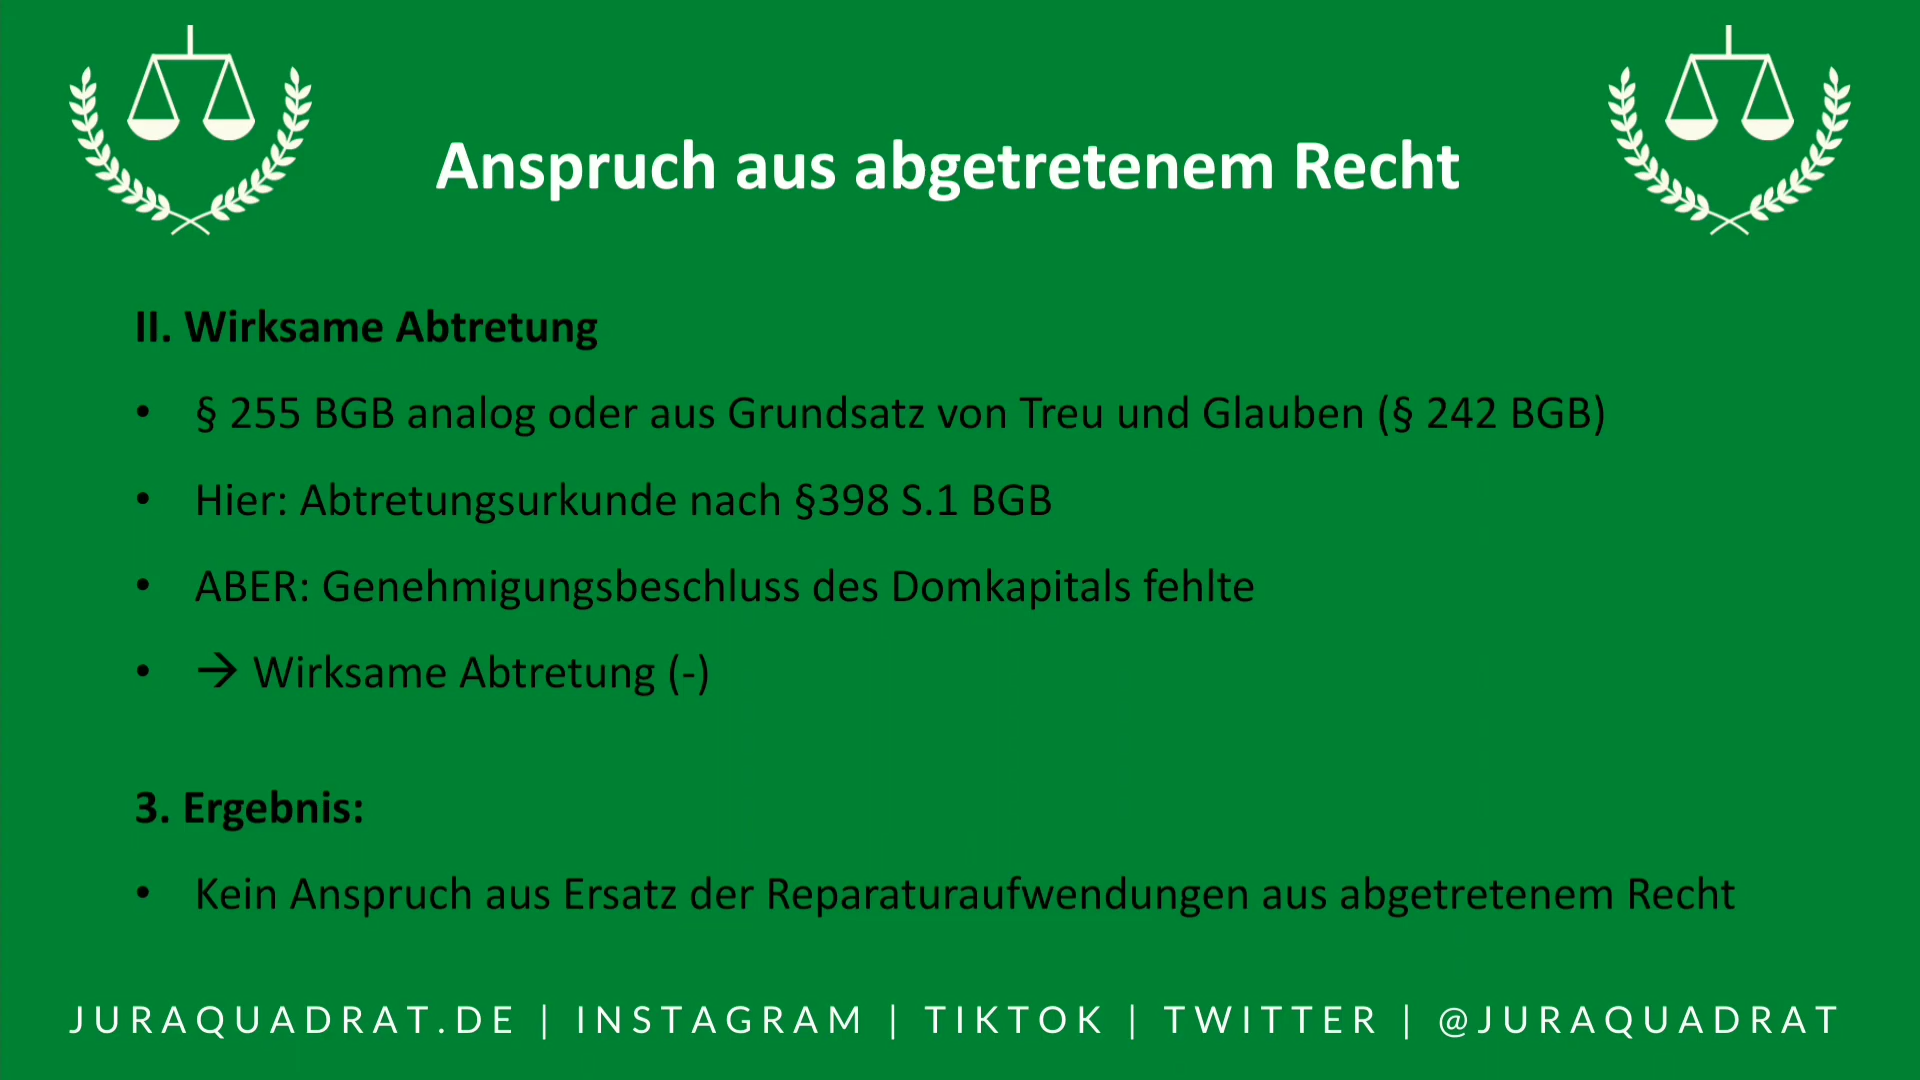 Anspruch aus abgetretenem Recht
II. Wirksame Abtretung
• § 255 BGB analog oder aus Grundsatz von Treu und Glauben (§ 242 BGB)
• Hier: Abtretungsurkunde nach §398 S.1 BGB
• ABER: Genehmigungsbeschluss des Domkapitals fehlte
• → Wirksame Abtretung (-)
3. Ergebnis:
• Kein Anspruch aus Ersatz der Reparaturaufwendungen aus abgetretenem Recht
JURAQUADRAT.DE | INSTAGRAM | TIKTOK | TWITTER | @JURAQUADRAT